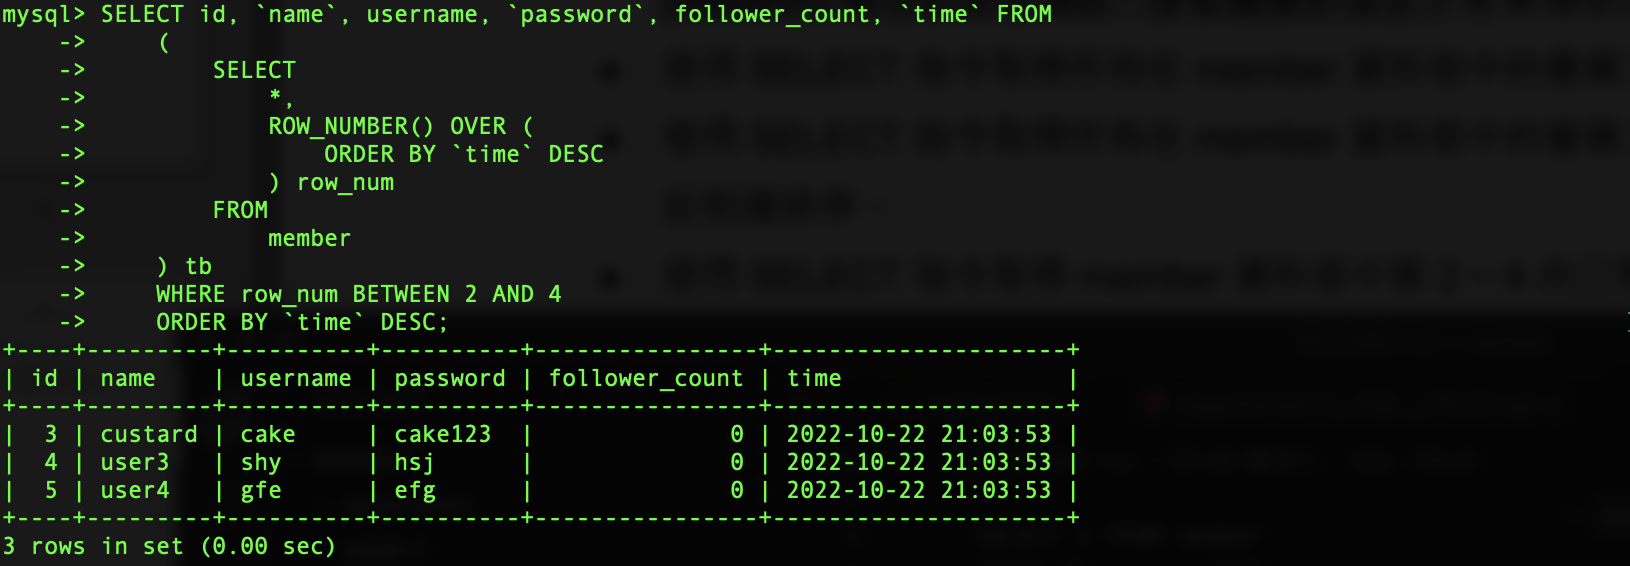 mysql> SELECT id, `name`, username, `password`, follower_count, `time` FROM
    ->     (
    ->         SELECT
    ->             *,
    ->             ROW_NUMBER() OVER (
    ->                 ORDER BY `time` DESC
    ->             ) row_num
    ->         FROM
    ->             member
    ->     ) tb
    ->     WHERE row_num BETWEEN 2 AND 4
    ->     ORDER BY `time` DESC;
+----+---------+----------+----------+----------------+---------------------+
| id | name    | username | password | follower_count | time                |
+----+---------+----------+----------+----------------+---------------------+
|  3 | custard | cake     | cake123  |              0 | 2022-10-22 21:03:53 |
|  4 | user3   | shy      | hsj      |              0 | 2022-10-22 21:03:53 |
|  5 | user4   | gfe      | efg      |              0 | 2022-10-22 21:03:53 |
+----+---------+----------+----------+----------------+---------------------+
3 rows in set (0.00 sec)